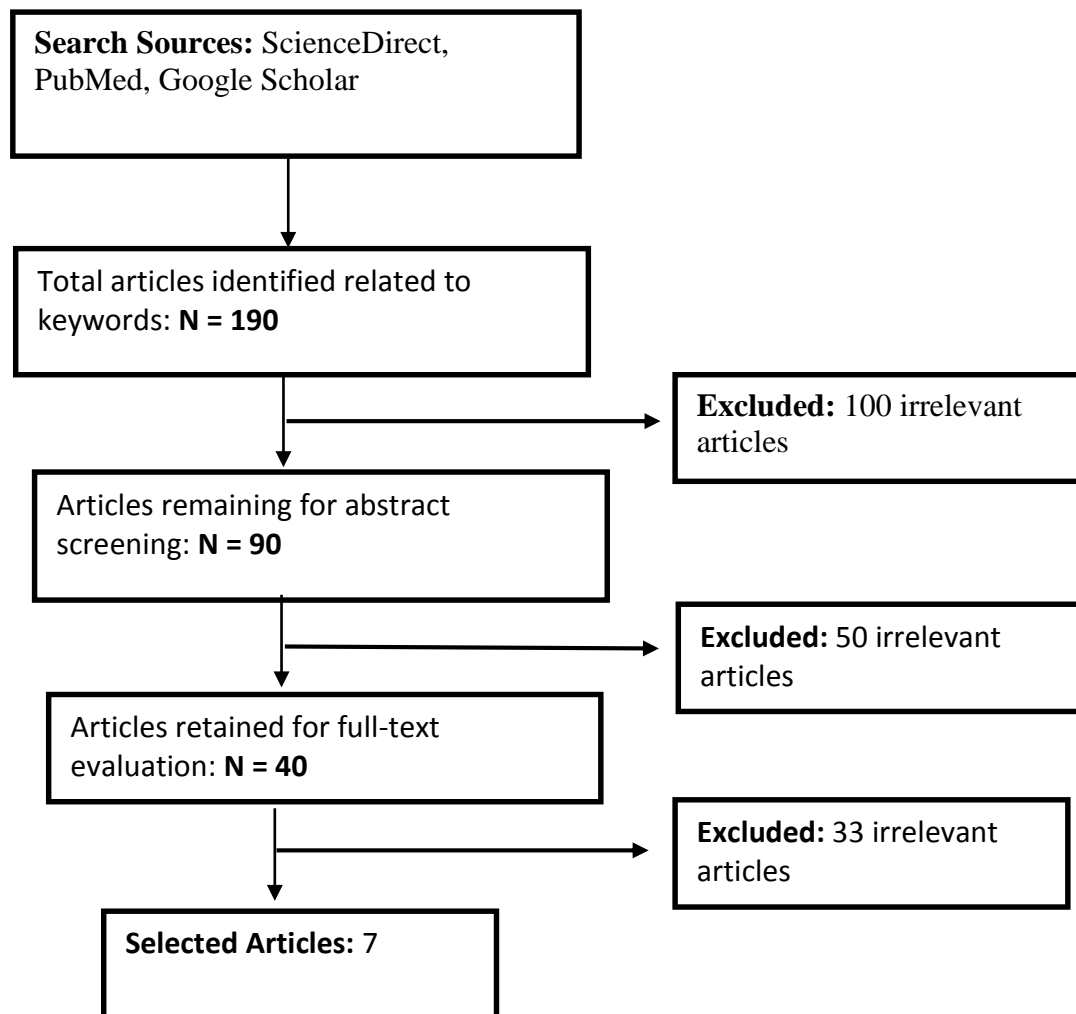 Search Sources: ScienceDirect,
PubMed, Google Scholar
Total articles identified related to
keywords: N = 190
Excluded: 100 irrelevant
articles
Articles remaining for abstract
screening: N = 90
Excluded: 50 irrelevant
articles
Articles retained for full-text
evaluation: N = 40
Excluded: 33 irrelevant
articles
Selected Articles: 7